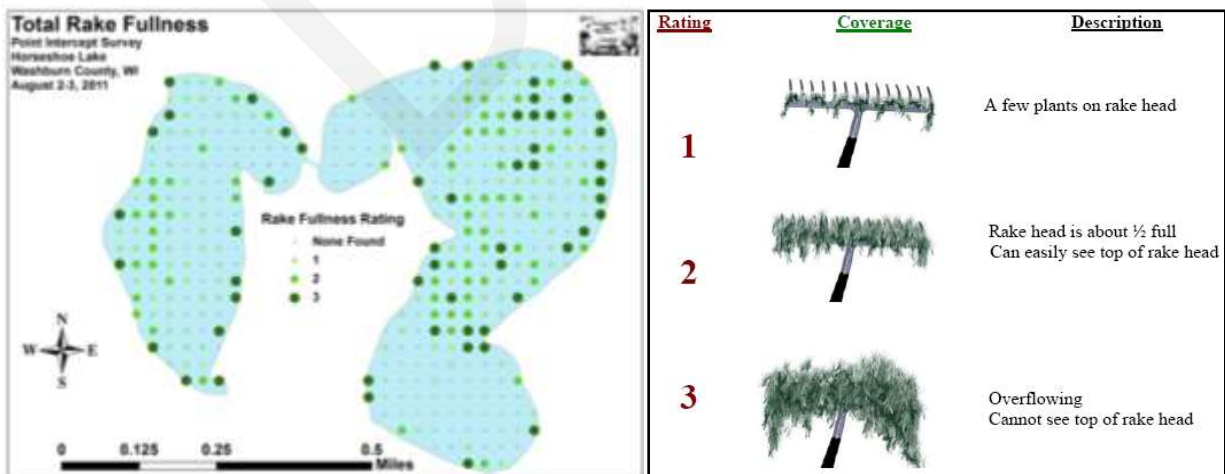 Total Rake Fullness
Point Intercept Survey
Horseshoe Lake
Washburn County, WI
August 2-3, 2011
Rake Fullness Rating
None Found
1
2
3
N
W E
S
0 0.125 0.25 0.5
Miles
Rating Coverage Description
1 A few plants on rake head
2 Rake head is about ½ full
Can easily see top of rake head
3 Overflowing
Cannot see top of rake head